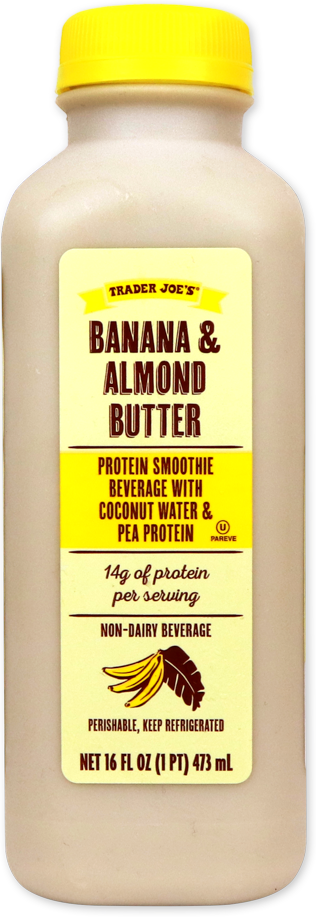 TRADER JOE'S®
BANANA &
ALMOND
BUTTER
PROTEIN SMOOTHIE
BEVERAGE WITH
COCONUT WATER &
PEA PROTEIN
U
PAREVE
14g of protein
per serving
NON-DAIRY BEVERAGE
PERISHABLE, KEEP REFRIGERATED
NET 16 FL OZ (1 PT) 473 mL